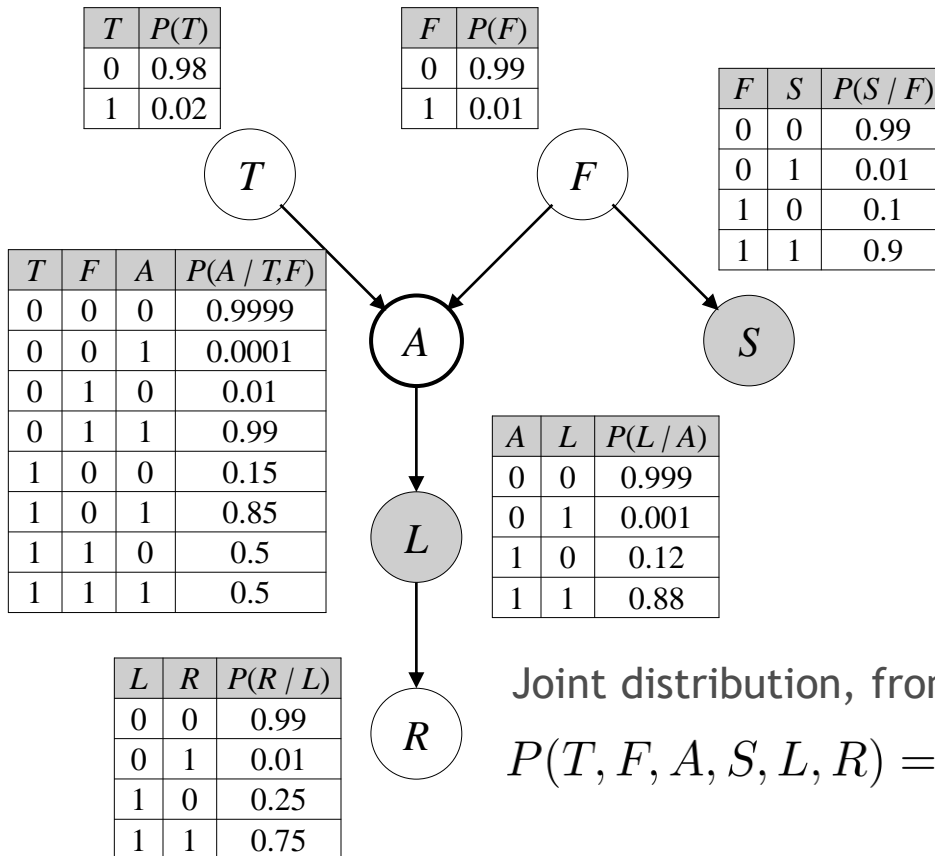 T P(T)
0 0.98
1 0.02
F P(F)
0 0.99
1 0.01
F S P(S / F)
0 0 0.99
0 1 0.01
1 0 0.1
1 1 0.9
T
F
T F A P(A / T,F)
0 0 0 0.9999
0 0 1 0.0001
0 1 0 0.01
0 1 1 0.99
1 0 0 0.15
1 0 1 0.85
1 1 0 0.5
1 1 1 0.5
A
S
A L P(L / A)
0 0 0.999
0 1 0.001
1 0 0.12
1 1 0.88
L
L R P(R / L)
0 0 0.99
0 1 0.01
1 0 0.25
1 1 0.75
R
Joint distribution,
P(T, F, A, S, L, R) =